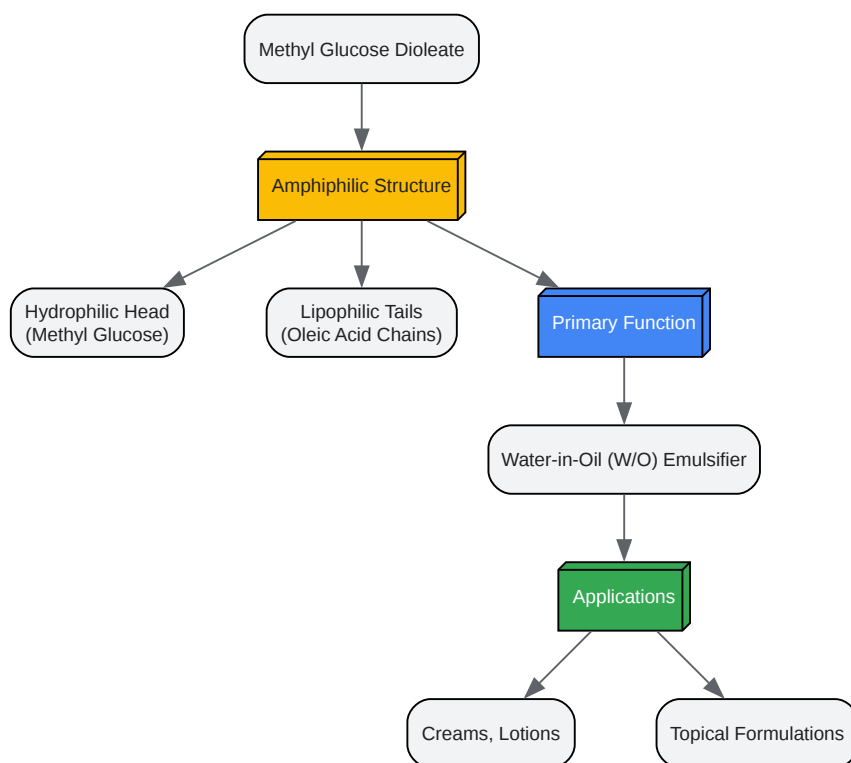 Methyl Glucose Dioleate
Amphiphilic Structure
Hydrophilic Head
(Methyl Glucose)
Lipophilic Tails
(Oleic Acid Chains)
Primary Function
Water-in-Oil (W/O) Emulsifier
Applications
Creams, Lotions
Topical Formulations